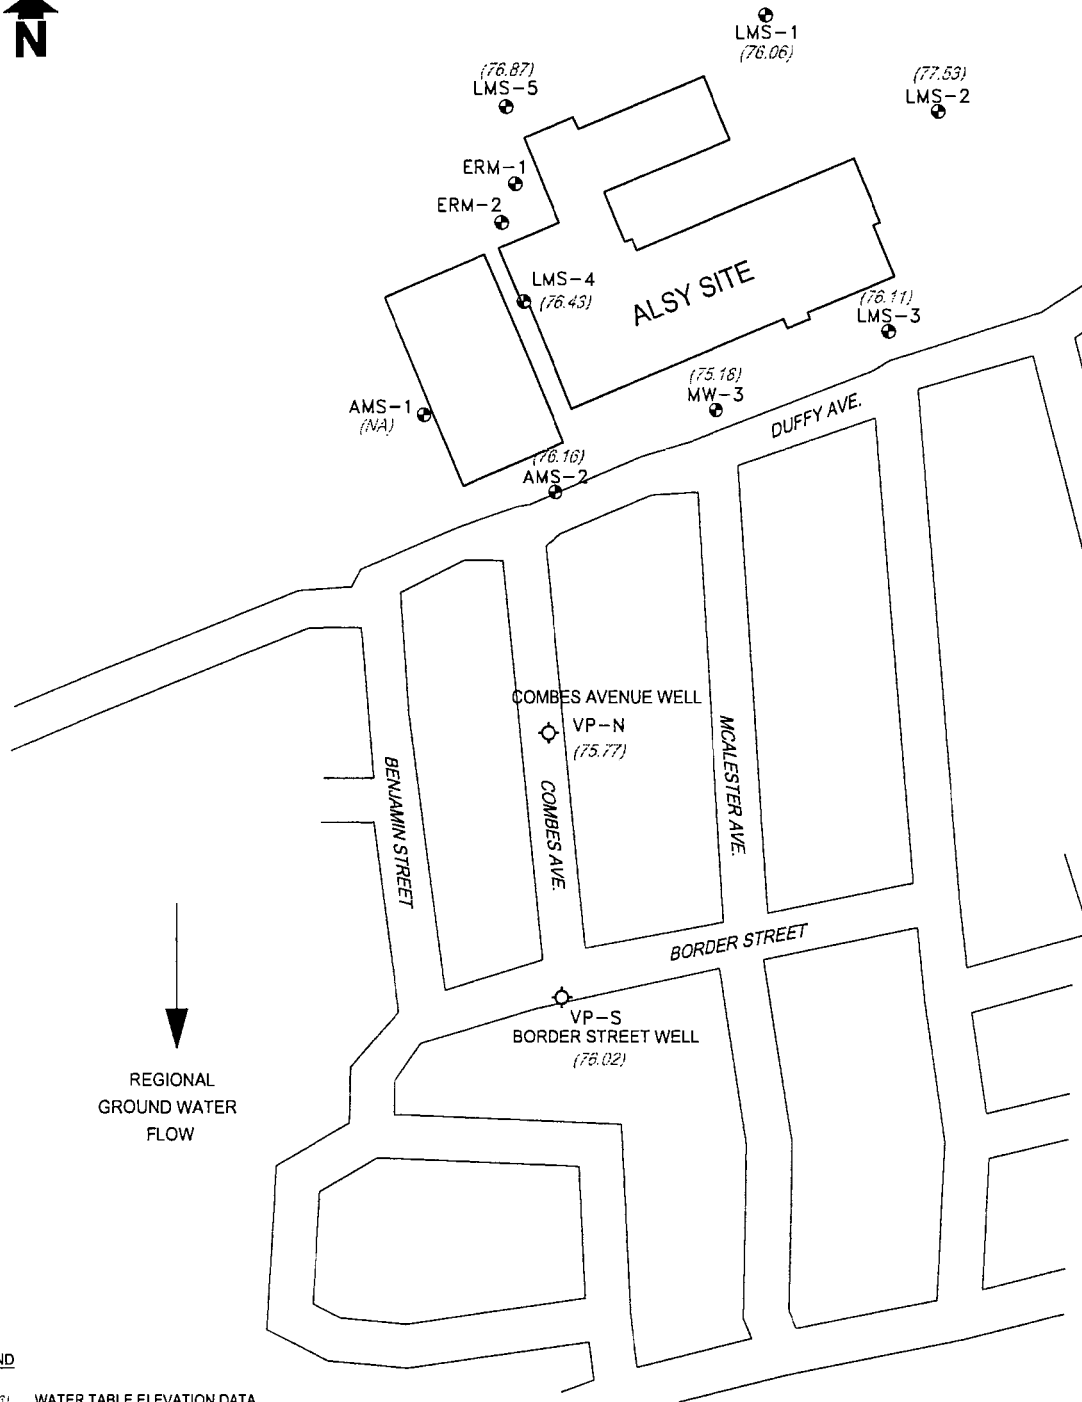 N
LMS-1
(76.06)
(76.87)
LMS-5
(77.53)
LMS-2
ERM-1
ERM-2
LMS-4
(76.43)
ALSY SITE
(76.11)
LMS-3
(75.18)
MW-3
AMS-1
(NA)
DUFFY AVE.
(76.16)
AMS-2
COMBES AVENUE WELL
VP-N
(75.77)
BENJAMIN STREET
COMBES AVE.
MCALESTER AVE.
BORDER STREET
VP-S
BORDER STREET WELL
(76.02)
REGIONAL
GROUND WATER
FLOW
ND
WATER TABLE ELEVATION DATA